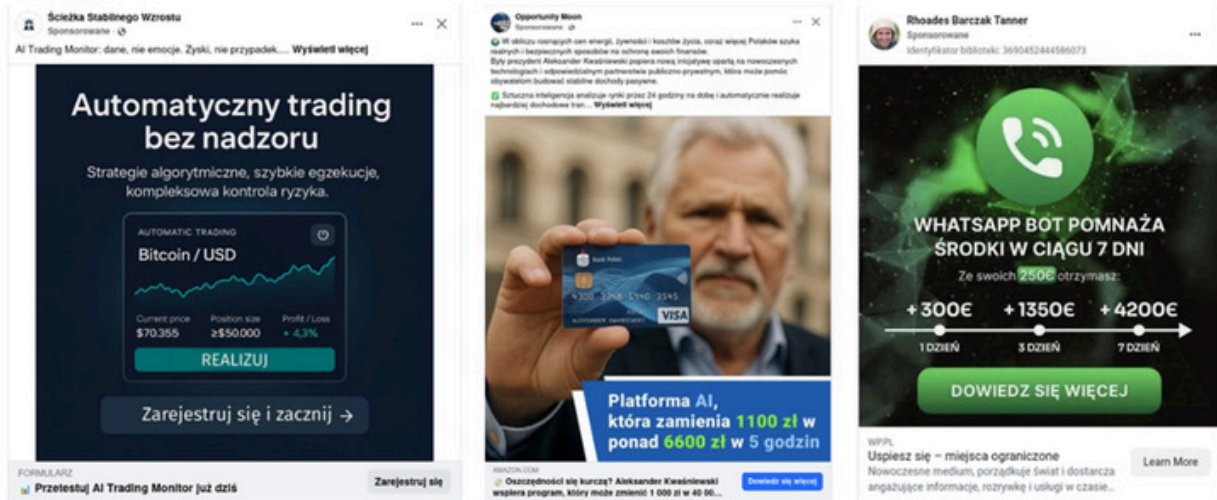 Ścieżka Stabilnego Wzrostu
Sponsorowane
AI Trading Monitor: dane, nie emocje. Zyski, nie przypadek.... Wyświetl więcej
Automatyczny trading
bez nadzoru
Strategie algorytmiczne, szybkie egzekucje,
kompleksowa kontrola ryzyka.
AUTOMATIC TRADING
Bitcoin / USD
Current price
Position size
Profit / Loss
$70.355
≥$50.000
+ 4,3%
REALIZUJ
Zarejestruj się i zacznij →
FORMULARZ
Przetestuj AI Trading Monitor już dziś
Zarejestruj się
Opportunity Moon
Sponsorowane
W obliczu rosnących cen energii, żywności i kosztów życia, coraz więcej Polaków szuka
realnych i bezpiecznych sposobów na ochronę swoich finansów.
Były prezydent Aleksander Kwaśniewski popiera nową inicjatywę opartą na nowoczesnych
technologiach i odpowiedzialnym partnerstwie publiczno-prywatnym, która może pomóc
obywatelom budować stabilne dochody pasywne.
Sztuczna inteligencja analizuje rynki przez 24 godziny na dobę i automatycznie realizuje
najbardziej dochodowe tran... Wyświetl więcej
VISA
Platforma AI,
która zamienia 1100 zł w
ponad 6600 zł w 5 godzin
AMAZON.COM
Oszczędności się kurczą? Aleksander Kwaśniewski
wspiera program, który może zmienić 1 000 zł w 40 00...
Dowiedz się więcej
Rhoades Barczak Tanner
Sponsorowane
Identyfikator biblioteki: 3690452444586073
WHATSAPP BOT POMNAŻA
ŚRODKI W CIĄGU 7 DNI
Ze swoich 250€ otrzymasz:
+ 300€
+ 1350€
+ 4200€
1 DZIEŃ
3 DZIEŃ
7 DZIEŃ
DOWIEDZ SIĘ WIĘCEJ
WP.PL
Uspiesz się – miejsca ograniczone
Nowoczesne medium, porządkuje świat i dostarcza
angażujące informacje, rozrywkę i usługi w czasie...
Learn More